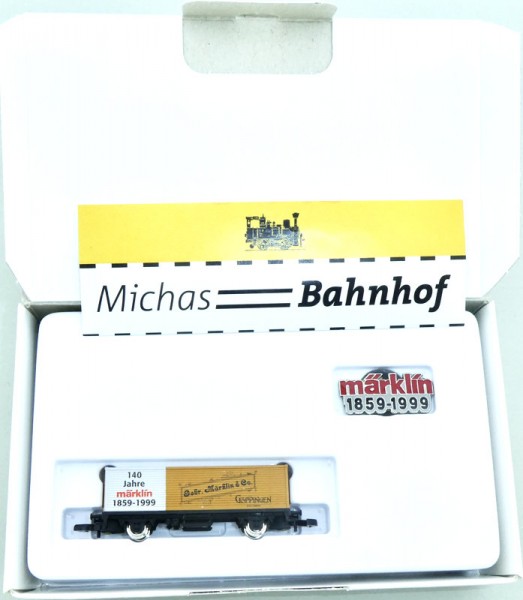 Michas Bahnhof
märklin
1859-1999
140
Jahre
märklin
1859-1999
Gebr. Märklin & Co.
GÖPPINGEN